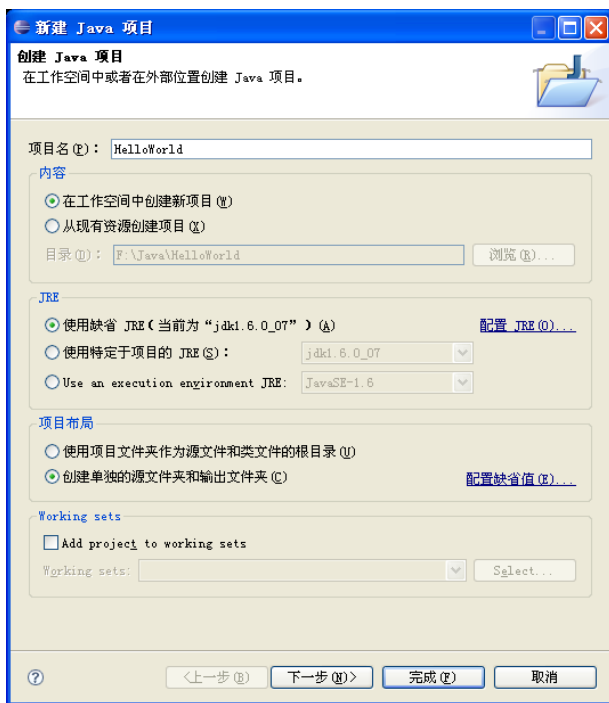 新建 Java 项目
创建 Java 项目
在工作空间中或者在外部位置创建 Java 项目。
项目名(P)： HelloWorld
内容
在工作空间中创建新项目(W)
从现有资源创建项目(X)
目录(D)： F:\Java\HelloWorld 浏览(R)...
JRE
使用缺省 JRE(当前为“jdk1.6.0_07”)(A) 配置 JRE(O)...
使用特定于项目的 JRE(S)： jdk1.6.0_07
Use an execution environment JRE: JavaSE-1.6
项目布局
使用项目文件夹作为源文件和类文件的根目录(U)
创建单独的源文件夹和输出文件夹(C) 配置缺省值(E)...
Working sets
Add project to working sets
Working sets: Select...
? <上一步(B) 下一步(N)> 完成(F) 取消